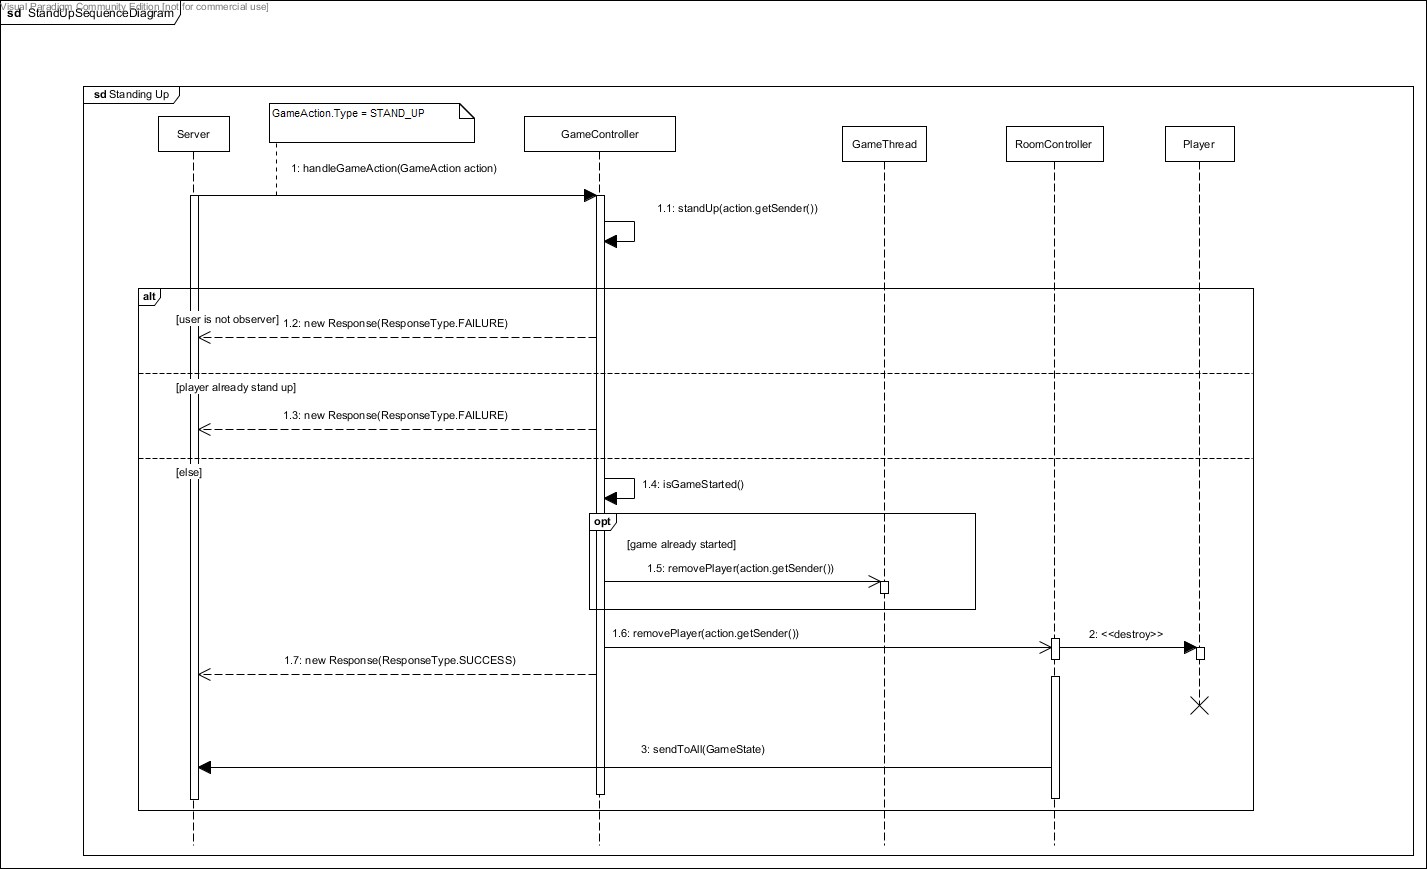 Visual Paradigm Community Edition [not for commercial use]
sd StandUpSequenceDiagram
sd Standing Up
GameAction.Type = STAND_UP
Server
GameController
GameThread
RoomController
Player
1: handleGameAction(GameAction action)
1.1: standUp(action.getSender())
alt
[user is not observer]
1.2: new Response(ResponseType.FAILURE)
[player already stand up]
1.3: new Response(ResponseType.FAILURE)
[else]
1.4: isGameStarted()
opt
[game already started]
1.5: removePlayer(action.getSender())
1.6: removePlayer(action.getSender())
2: <<destroy>>
1.7: new Response(ResponseType.SUCCESS)
3: sendToAll(GameState)